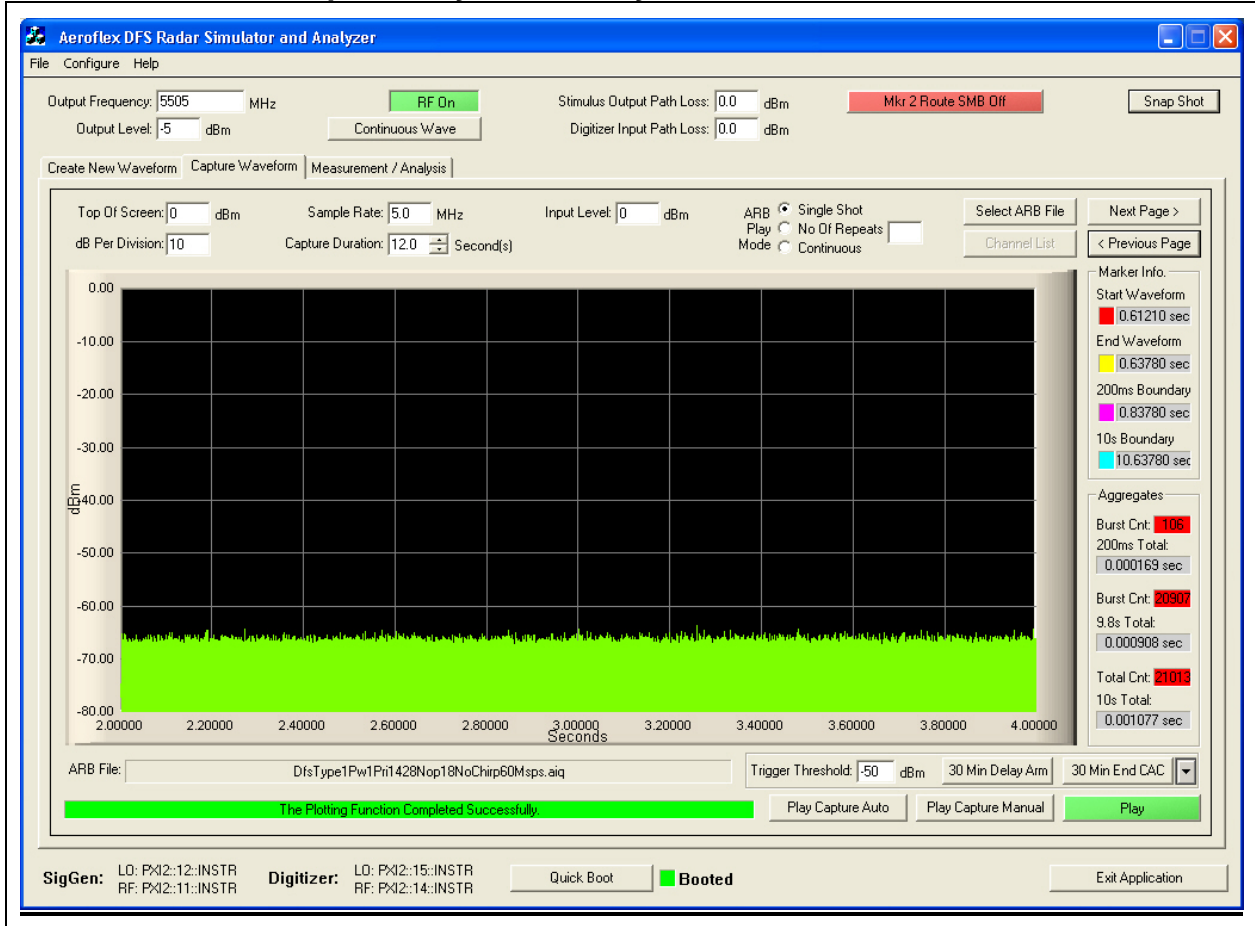 Aeroflex DFS Radar Simulator and Analyzer
File Configure Help
Output Frequency: 5505 MHz
RF On
Stimulus Output Path Loss: 0.0 dBm
Mkr 2 Route SMB Off
Snap Shot
Output Level: -5 dBm
Continuous Wave
Digitizer Input Path Loss: 0.0 dBm
Create New Waveform Capture Waveform Measurement / Analysis
Top Of Screen: 0 dBm
Sample Rate: 5.0 MHz
Input Level: 0 dBm
ARB Play Mode
Single Shot
No Of Repeats
Continuous
Select ARB File
Next Page >
dB Per Division: 10
Capture Duration: 12.0 Second(s)
Channel List
< Previous Page
0.00
-10.00
-20.00
-30.00
-40.00
-50.00
-60.00
-70.00
-80.00
dBm
2.00000 2.20000 2.40000 2.60000 2.80000 3.00000 3.20000 3.40000 3.60000 3.80000 4.00000
Seconds
Marker Info.
Start Waveform
0.61210 sec
End Waveform
0.63780 sec
200ms Boundary
0.83780 sec
10s Boundary
10.63780 sec
Aggregates
Burst Cnt: 106
200ms Total:
0.000169 sec
Burst Cnt: 20907
9.8s Total:
0.000908 sec
Total Cnt: 21013
10s Total:
0.001077 sec
ARB File: DfsType1Pw1Pri1428Nop18NoChirp60Msps.aiq
Trigger Threshold: -50 dBm
30 Min Delay Arm
30 Min End CAC
The Plotting Function Completed Successfully.
Play Capture Auto
Play Capture Manual
Play
SigGen: LO: PXI2::12::INSTR
RF: PXI2::11::INSTR
Digitizer: LO: PXI2::15::INSTR
RF: PXI2::14::INSTR
Quick Boot
Booted
Exit Application